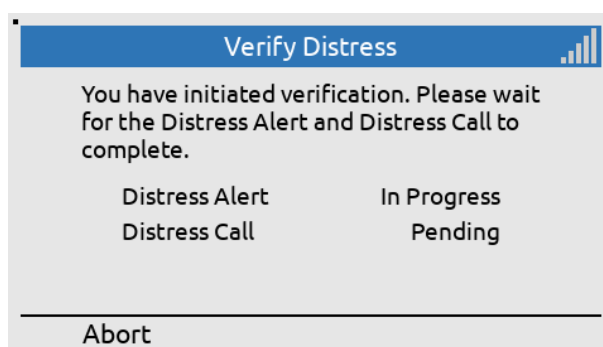 Verify Distress
You have initiated verification. Please wait
for the Distress Alert and Distress Call to
complete.
Distress Alert In Progress
Distress Call Pending
Abort